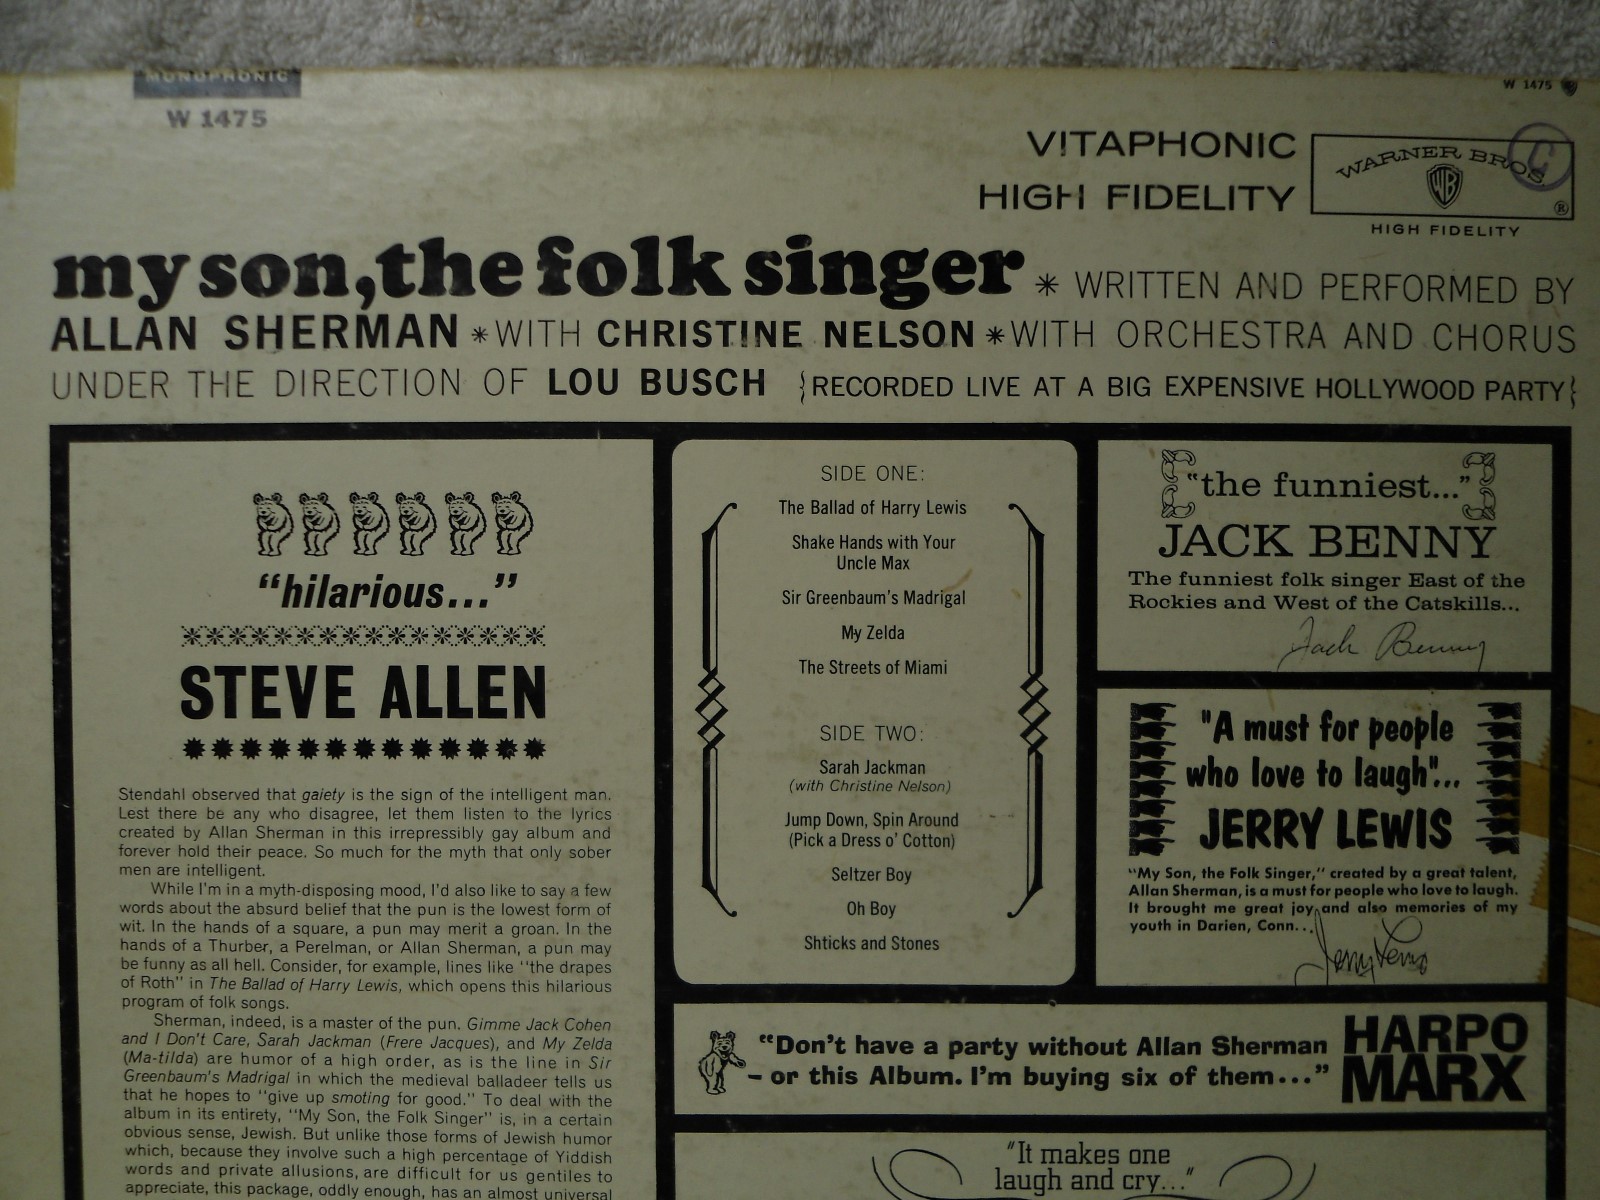 MONOPHONIC
W 1475
W 1475
VITAPHONIC
HIGH FIDELITY
WARNER BROS.
WB
®
HIGH FIDELITY
my son, the folk singer * WRITTEN AND PERFORMED BY
ALLAN SHERMAN * WITH CHRISTINE NELSON * WITH ORCHESTRA AND CHORUS
UNDER THE DIRECTION OF LOU BUSCH {RECORDED LIVE AT A BIG EXPENSIVE HOLLYWOOD PARTY}
"hilarious..."
STEVE ALLEN
Stendahl observed that gaiety is the sign of the intelligent man.
Lest there be any who disagree, let them listen to the lyrics
created by Allan Sherman in this irrepressibly gay album and
forever hold their peace. So much for the myth that only sober
men are intelligent.
While I'm in a myth-disposing mood, I'd also like to say a few
words about the absurd belief that the pun is the lowest form of
wit. In the hands of a square, a pun may merit a groan. In the
hands of a Thurber, a Perelman, or Allan Sherman, a pun may
be funny as all hell. Consider, for example, lines like "the drapes
of Roth" in The Ballad of Harry Lewis, which opens this hilarious
program of folk songs.
Sherman, indeed, is a master of the pun. Gimme Jack Cohen
and I Don't Care, Sarah Jackman (Frere Jacques), and My Zelda
(Ma-tilda) are humor of a high order, as is the line in Sir
Greenbaum's Madrigal in which the medieval balladeer tells us
that he hopes to "give up smoting for good." To deal with the
album in its entirety, "My Son, the Folk Singer" is, in a certain
obvious sense, Jewish. But unlike those forms of Jewish humor
which, because they involve such a high percentage of Yiddish
words and private allusions, are difficult for us gentiles to
appreciate, this package, oddly enough, has an almost universal
SIDE ONE:
The Ballad of Harry Lewis
Shake Hands with Your
Uncle Max
Sir Greenbaum's Madrigal
My Zelda
The Streets of Miami
SIDE TWO:
Sarah Jackman
(with Christine Nelson)
Jump Down, Spin Around
(Pick a Dress o' Cotton)
Seltzer Boy
Oh Boy
Shticks and Stones
"the funniest..."
JACK BENNY
The funniest folk singer East of the
Rockies and West of the Catskills...
Jack Benny
"A must for people
who love to laugh"...
JERRY LEWIS
"My Son, the Folk Singer," created by a great talent,
Allan Sherman, is a must for people who love to laugh.
It brought me great joy and also memories of my
youth in Darien, Conn...
Jerry Lewis
"Don't have a party without Allan Sherman
– or this Album. I'm buying six of them..."
HARPO
MARX
"It makes one
laugh and cry..."